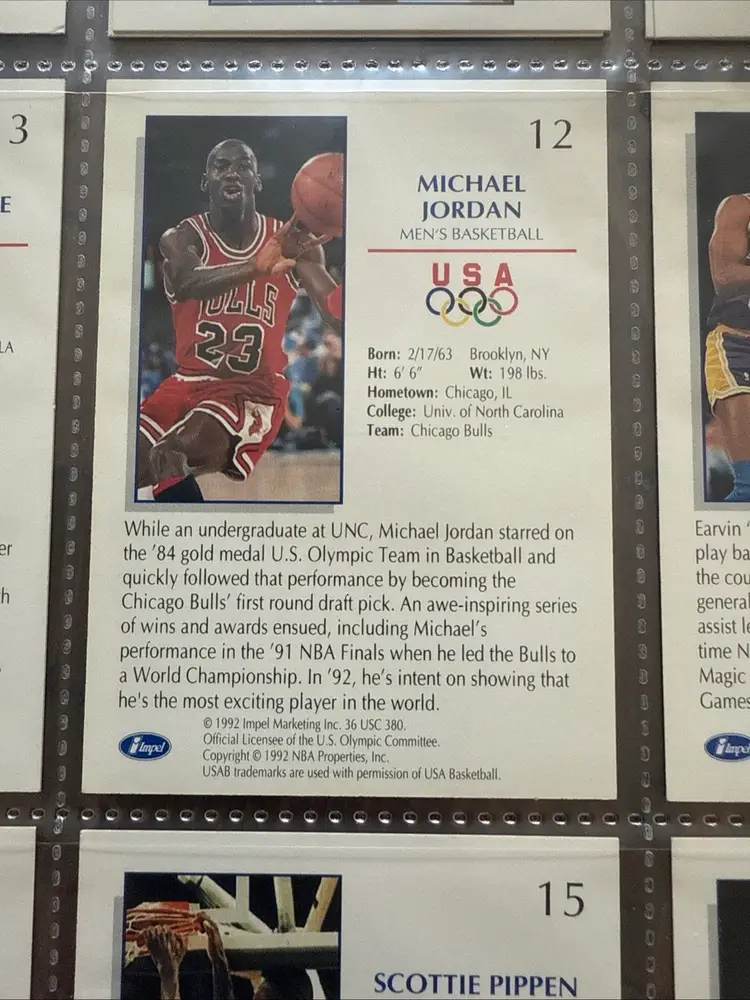 3
E
LA
er
h
12
MICHAEL
JORDAN
MEN'S BASKETBALL
USA
BULLS
23
Born: 2/17/63 Brooklyn, NY
Ht: 6' 6" Wt: 198 lbs.
Hometown: Chicago, IL
College: Univ. of North Carolina
Team: Chicago Bulls
While an undergraduate at UNC, Michael Jordan starred on
the '84 gold medal U.S. Olympic Team in Basketball and
quickly followed that performance by becoming the
Chicago Bulls' first round draft pick. An awe-inspiring series
of wins and awards ensued, including Michael's
performance in the '91 NBA Finals when he led the Bulls to
a World Championship. In '92, he's intent on showing that
he's the most exciting player in the world.
Impel
© 1992 Impel Marketing Inc. 36 USC 380.
Official Licensee of the U.S. Olympic Committee.
Copyright © 1992 NBA Properties, Inc.
USAB trademarks are used with permission of USA Basketball.
Earvin
play ba
the cou
general
assist le
time N
Magic
Games
Impel
15
SCOTTIE PIPPEN